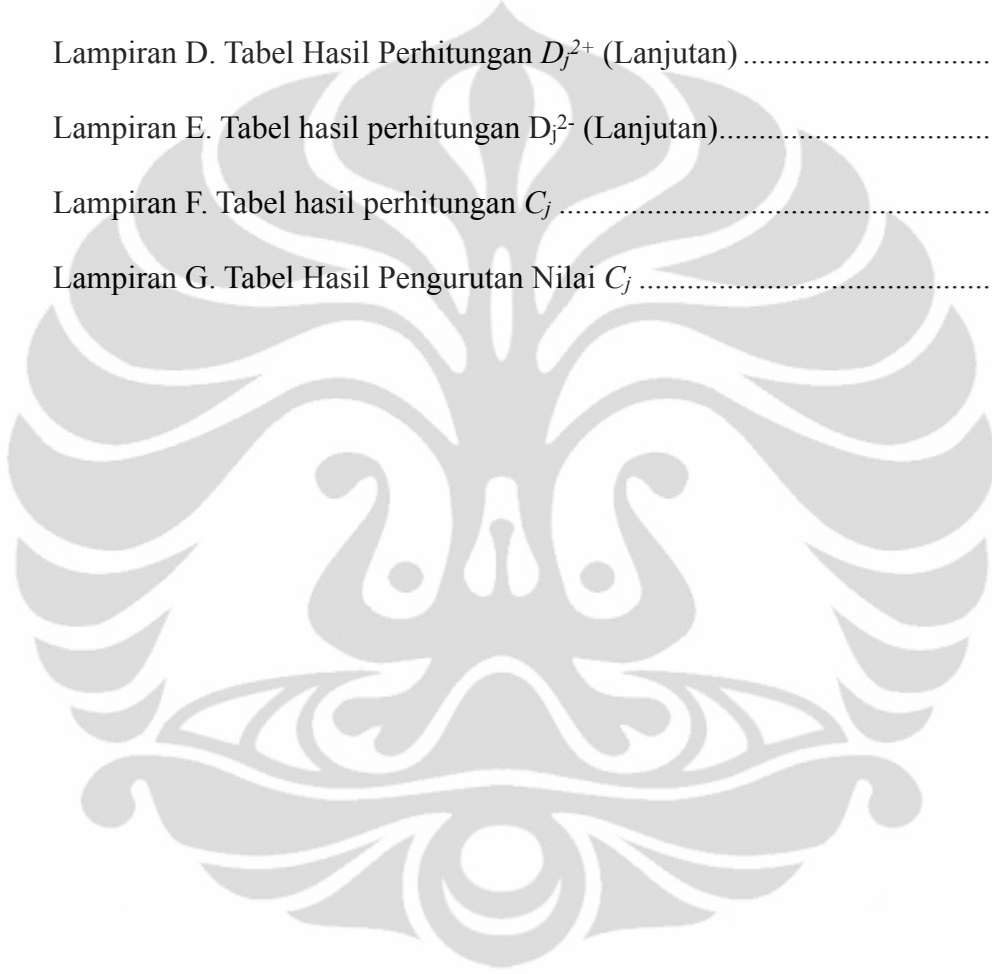 Lampiran D. Tabel Hasil Perhitungan Dⱼ²⁺ (Lanjutan) ...............................
Lampiran E. Tabel hasil perhitungan Dⱼ²⁻ (Lanjutan)..................................
Lampiran F. Tabel hasil perhitungan Cⱼ ......................................................
Lampiran G. Tabel Hasil Pengurutan Nilai Cⱼ ............................................